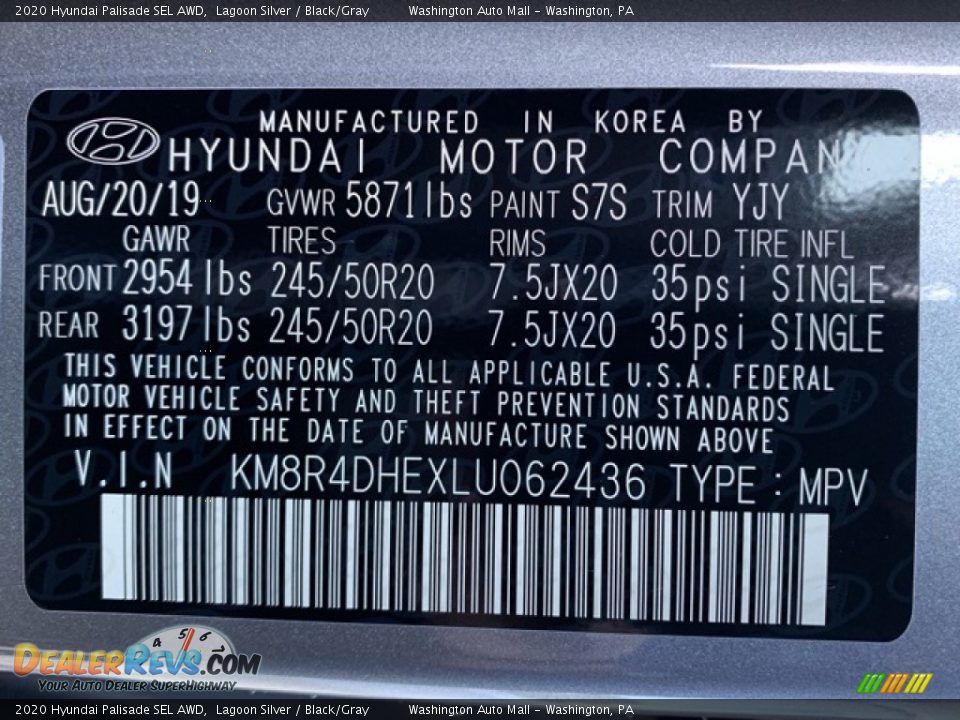 2020 Hyundai Palisade SEL AWD, Lagoon Silver / Black/Gray Washington Auto Mall - Washington, PA
MANUFACTURED IN KOREA BY
HYUNDAI MOTOR COMPAN
AUG/20/19 GVWR 5871 lbs PAINT S7S TRIM YJY
GAWR TIRES RIMS COLD TIRE INFL
FRONT 2954 lbs 245/50R20 7.5JX20 35psi SINGLE
REAR 3197 lbs 245/50R20 7.5JX20 35psi SINGLE
THIS VEHICLE CONFORMS TO ALL APPLICABLE U.S.A. FEDERAL
MOTOR VEHICLE SAFETY AND THEFT PREVENTION STANDARDS
IN EFFECT ON THE DATE OF MANUFACTURE SHOWN ABOVE
V.I.N KM8R4DHEXLU062436 TYPE : MPV
4 5 6 7
DEALERREVS.COM
YOUR AUTO DEALER SUPERHIGHWAY
2020 Hyundai Palisade SEL AWD, Lagoon Silver / Black/Gray Washington Auto Mall - Washington, PA